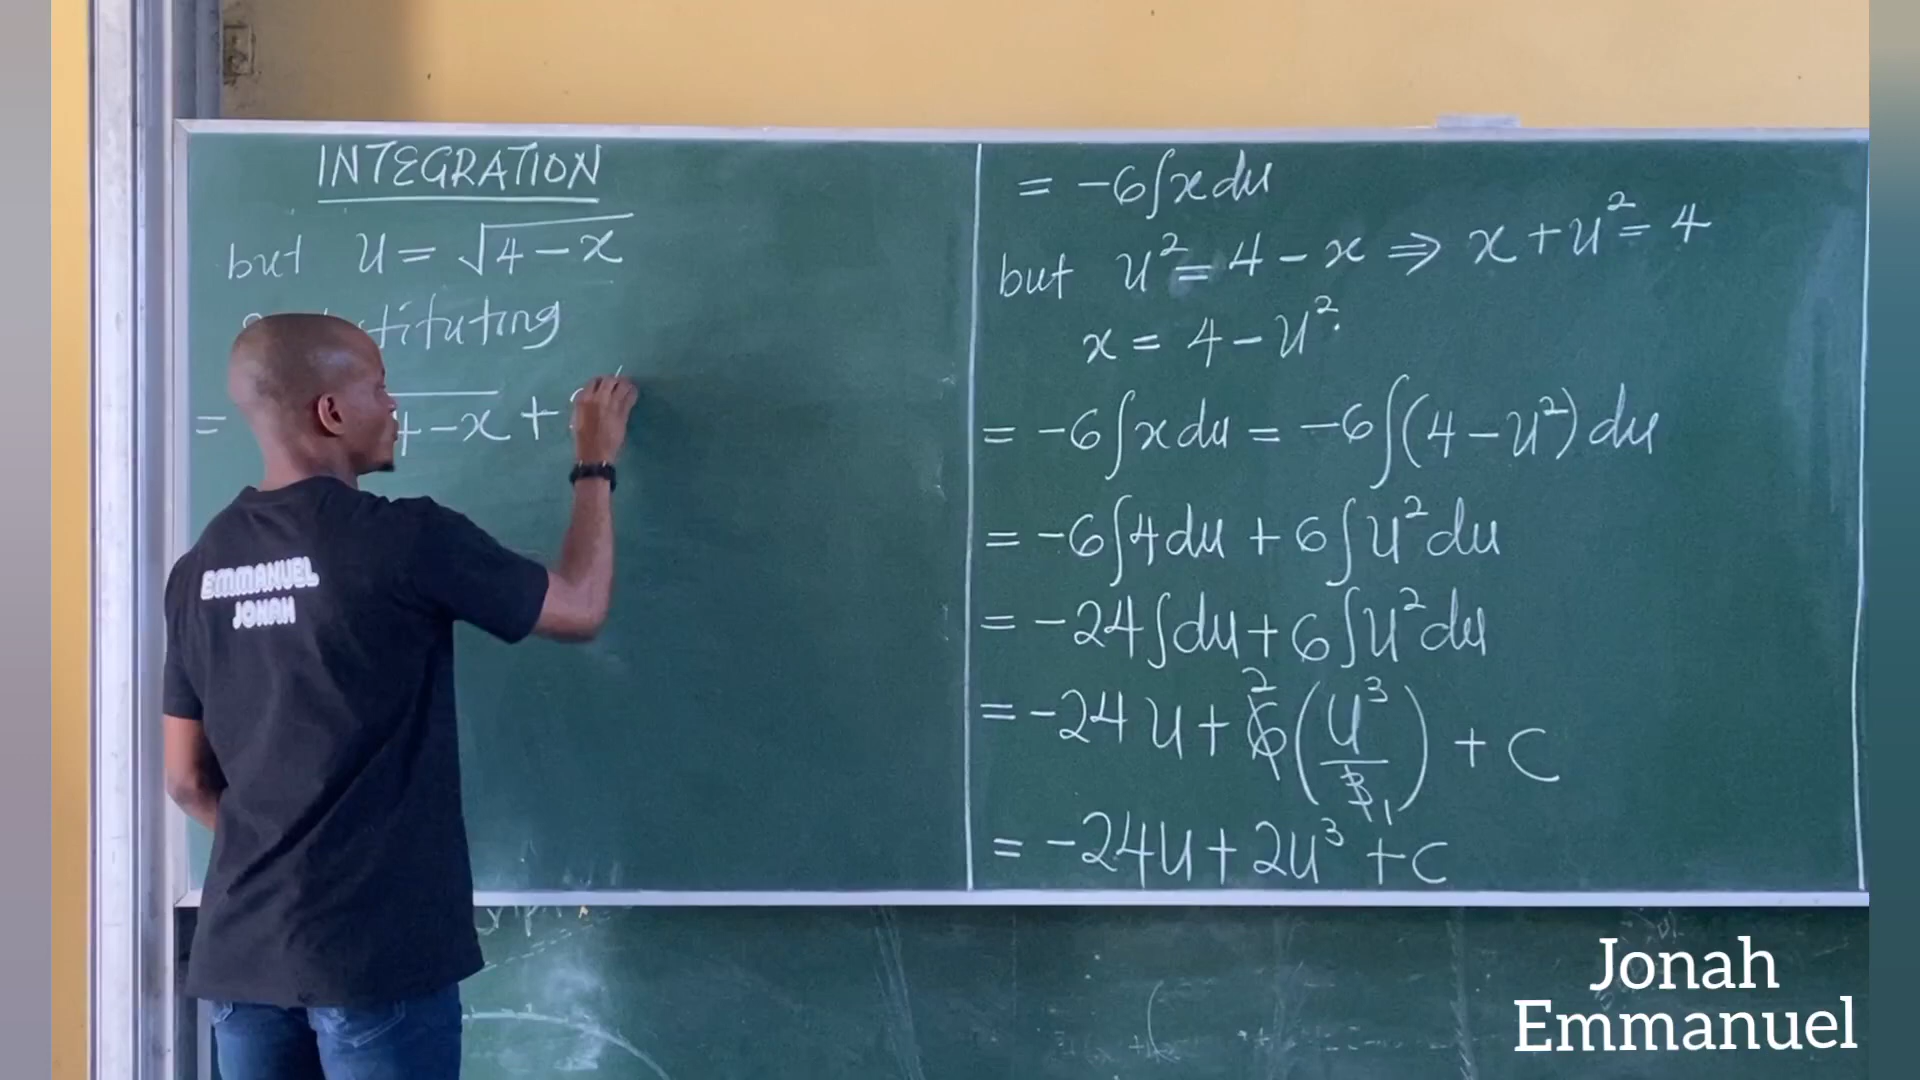 INTEGRATION
but u = √4 – x
stituting
= 4 – x +
= –6∫x du
but u² = 4 – x ⇒ x + u² = 4
x = 4 – u².
= –6∫x du = –6∫(4 – u²) du
= –6∫4 du + 6∫u² du
= –24∫du + 6∫u² du
= –24 u + 6 2 (u³/3 1) + C
= –24u + 2u³ + C
EMMANUEL
JONAH
Jonah
Emmanuel